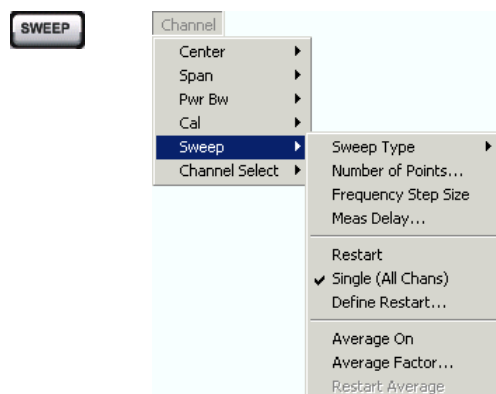 SWEEP
Channel
Center
Span
Pwr Bw
Cal
Sweep
Channel Select
Sweep Type
Number of Points...
Frequency Step Size
Meas Delay...
Restart
Single (All Chans)
Define Restart...
Average On
Average Factor...
Restart Average